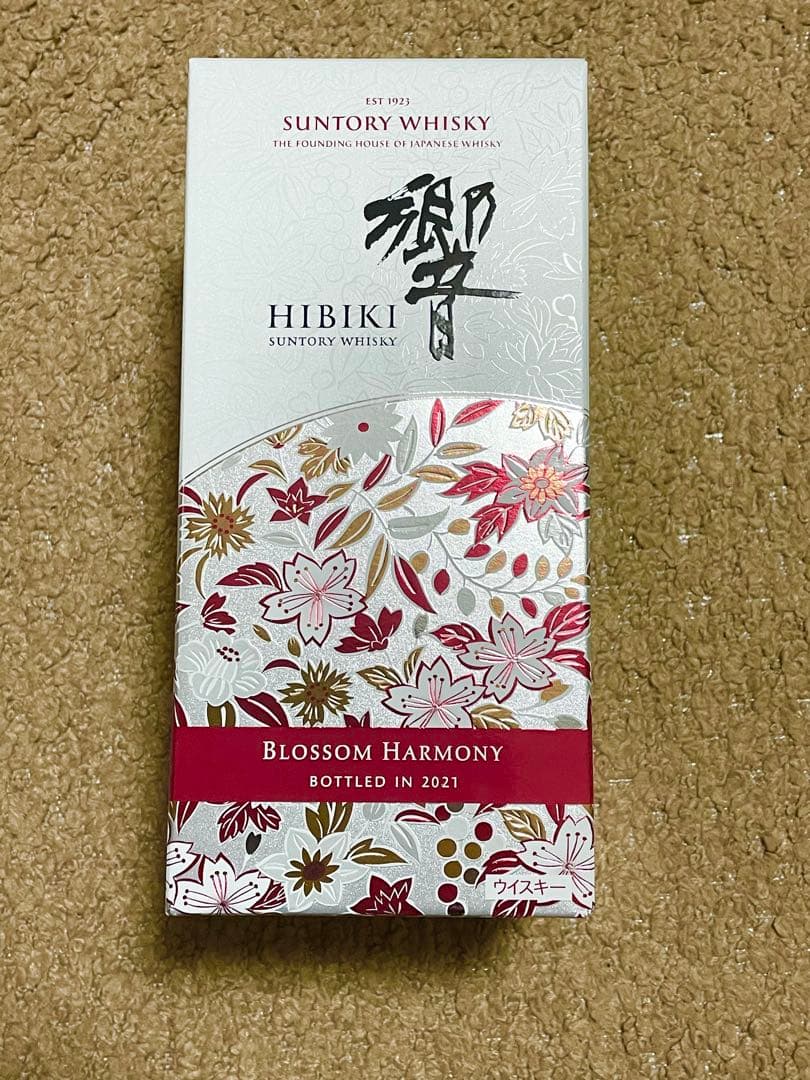 EST 1923
SUNTORY WHISKY
THE FOUNDING HOUSE OF JAPANESE WHISKY
響
HIBIKI
SUNTORY WHISKY
BLOSSOM HARMONY
BOTTLED IN 2021
ウイスキー